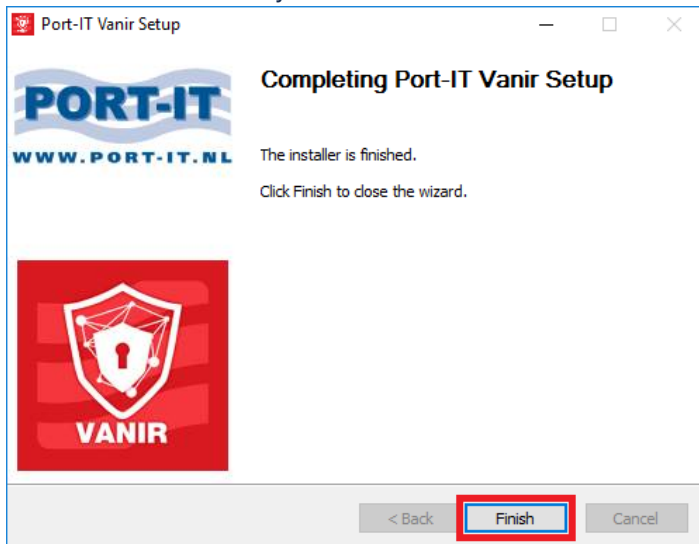 Port-IT Vanir Setup
PORT-IT
WWW.PORT-IT.NL
Completing Port-IT Vanir Setup
The installer is finished.
Click Finish to close the wizard.
VANIR
< Back
Finish
Cancel